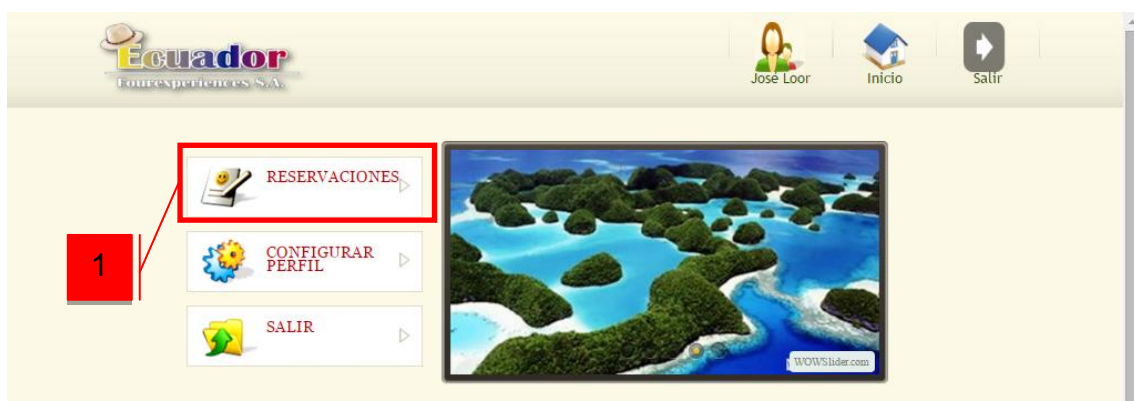 Ecuador
Fourexperiences S.A.
José Loor
Inicio
Salir
RESERVACIONES
CONFIGURAR
PERFIL
SALIR
1
WOWSlider.com